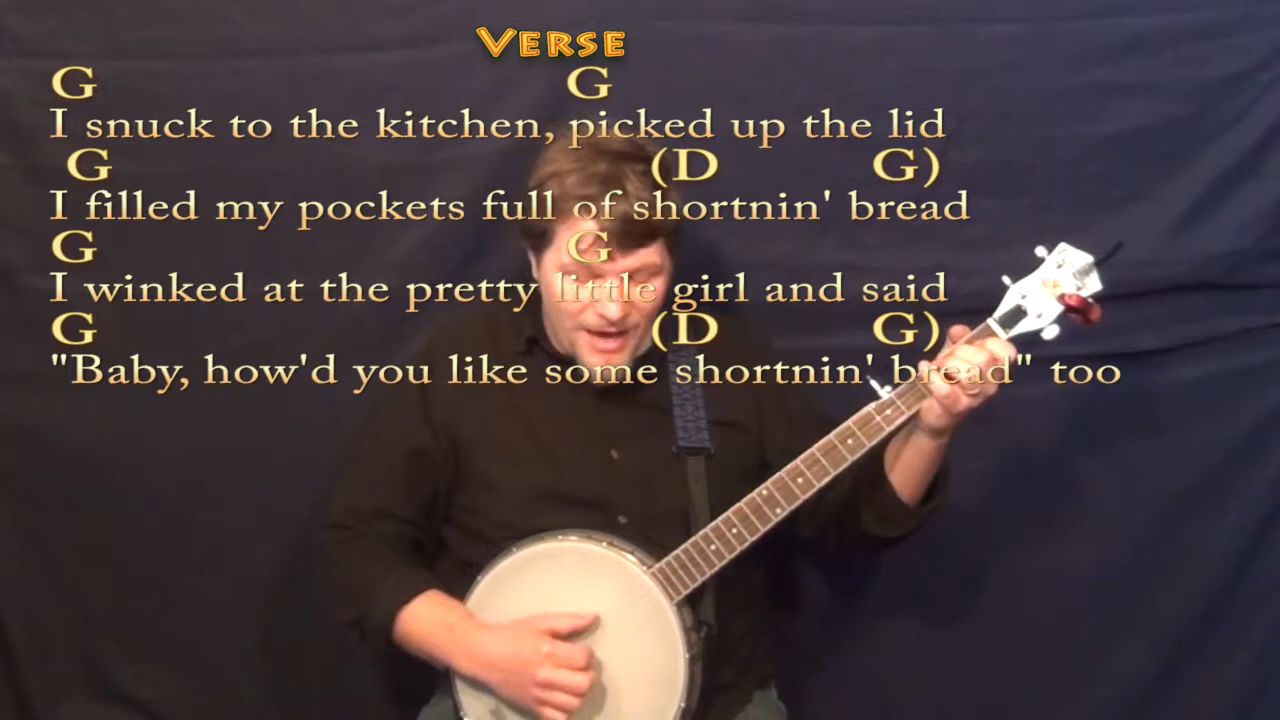 VERSE
G G
I snuck to the kitchen, picked up the lid
G (D G)
I filled my pockets full of shortnin' bread
G G
I winked at the pretty little girl and said
G (D G)
"Baby, how'd you like some shortnin' bread" too